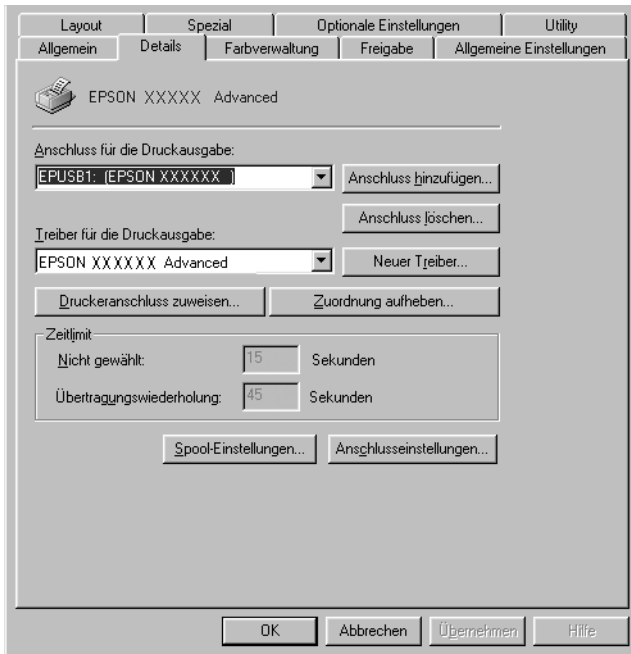 Layout Spezial Optionale Einstellungen Utility
Allgemein Details Farbverwaltung Freigabe Allgemeine Einstellungen
EPSON XXXXX Advanced
Anschluss für die Druckausgabe:
EPUSB1: (EPSON XXXXXX )
Anschluss hinzufügen...
Anschluss löschen...
Treiber für die Druckausgabe:
EPSON XXXXXX Advanced
Neuer Treiber...
Druckeranschluss zuweisen... Zuordnung aufheben...
Zeitlimit
Nicht gewählt: 15 Sekunden
Übertragungswiederholung: 45 Sekunden
Spool-Einstellungen... Anschlusseinstellungen...
OK Abbrechen Übernehmen Hilfe